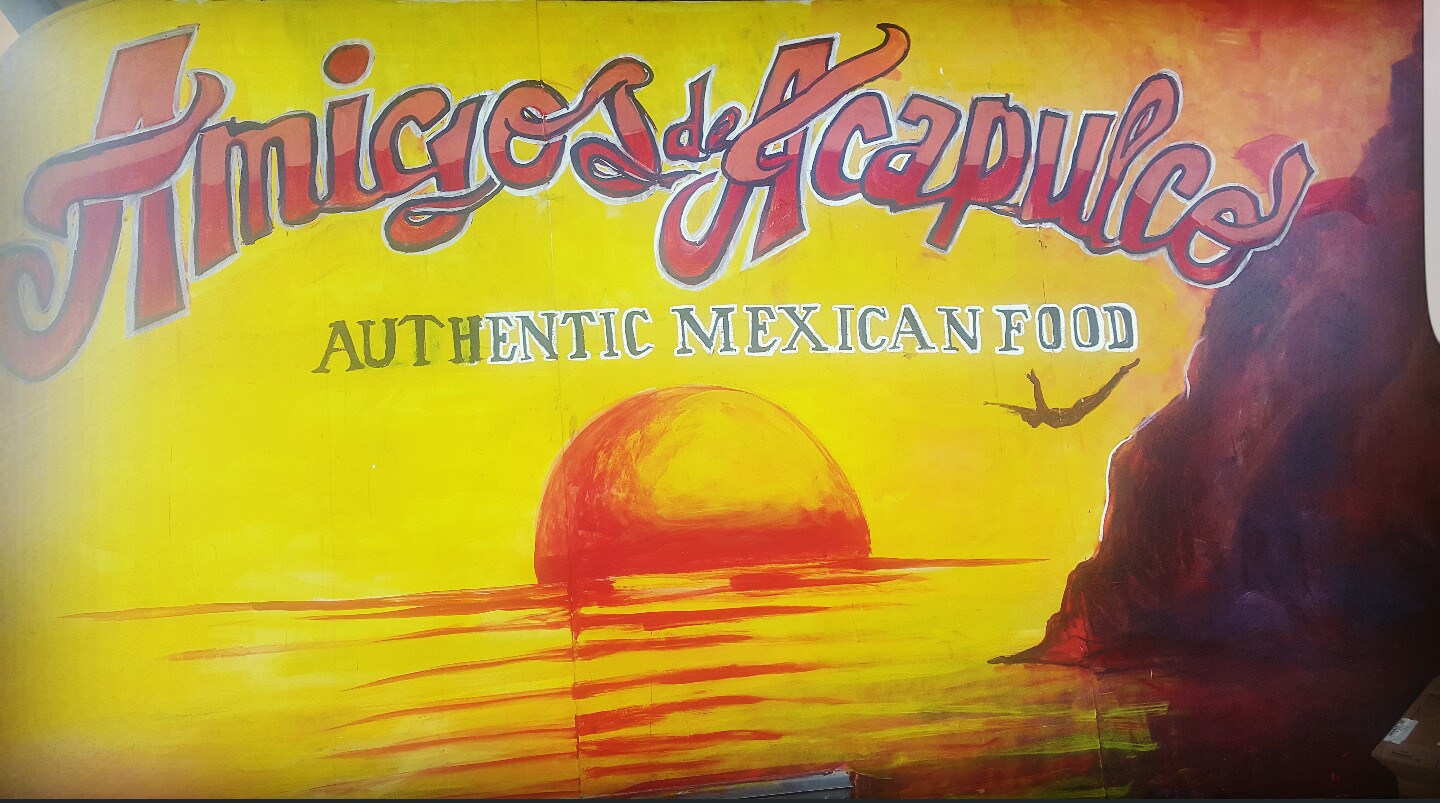 Amigos de Acapulco
AUTHENTIC MEXICAN FOOD